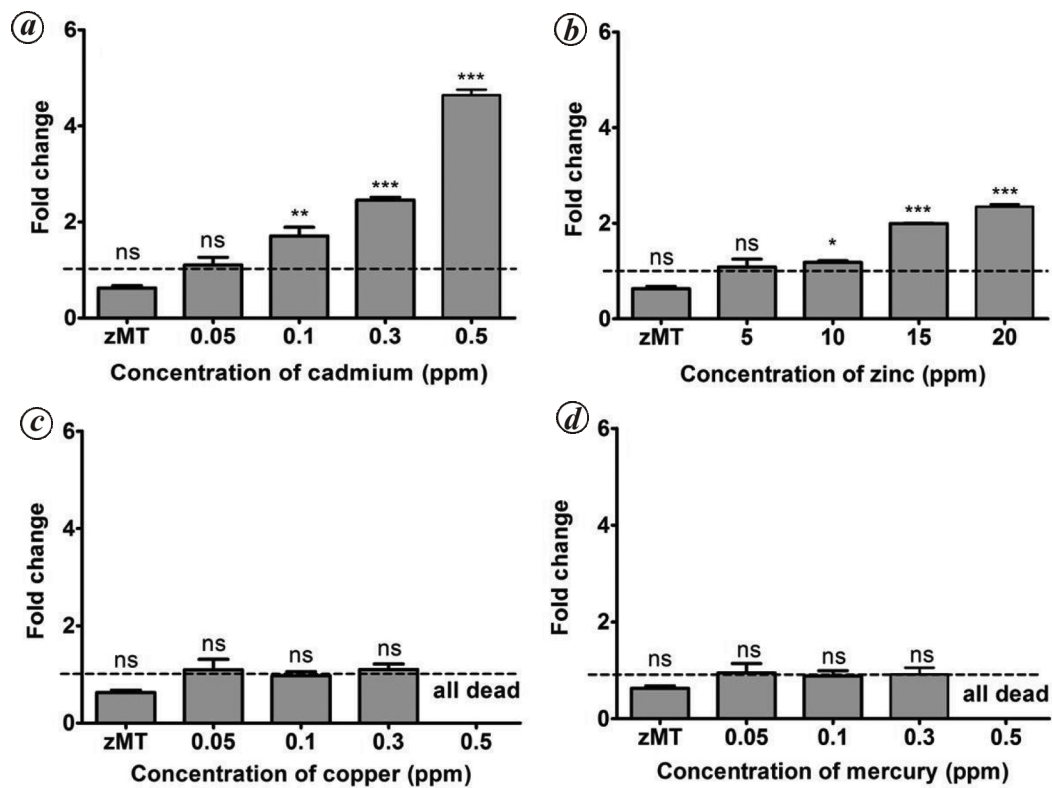 a
6
4
2
0
Fold change
ns
ns
**
***
***
zMT 0.05 0.1 0.3 0.5
Concentration of cadmium (ppm)
b
6
4
2
0
Fold change
ns
ns
*
***
***
zMT 5 10 15 20
Concentration of zinc (ppm)
c
6
4
2
0
Fold change
ns
ns
ns
ns
all dead
zMT 0.05 0.1 0.3 0.5
Concentration of copper (ppm)
d
6
4
2
0
Fold change
ns
ns
ns
ns
all dead
zMT 0.05 0.1 0.3 0.5
Concentration of mercury (ppm)